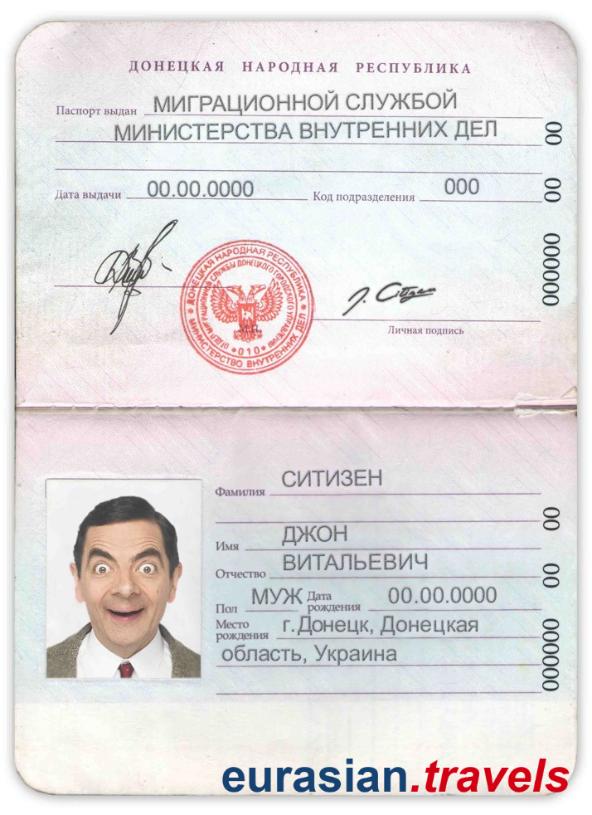 ДОНЕЦКАЯ НАРОДНАЯ РЕСПУБЛИКА
Паспорт выдан МИГРАЦИОННОЙ СЛУЖБОЙ
МИНИСТЕРСТВА ВНУТРЕННИХ ДЕЛ
Дата выдачи 00.00.0000 Код подразделения 000
00 00 000000
ДОНЕЦКАЯ НАРОДНАЯ РЕСПУБЛИКА
МИНИСТЕРСТВО ВНУТРЕННИХ ДЕЛ
010
М.П.
Личная подпись
Фамилия СИТИЗЕН
Имя ДЖОН
Отчество ВИТАЛЬЕВИЧ
Пол МУЖ Дата рождения 00.00.0000
Место рождения г.Донецк, Донецкая
область, Украина
00 00 000000
eurasian.travels